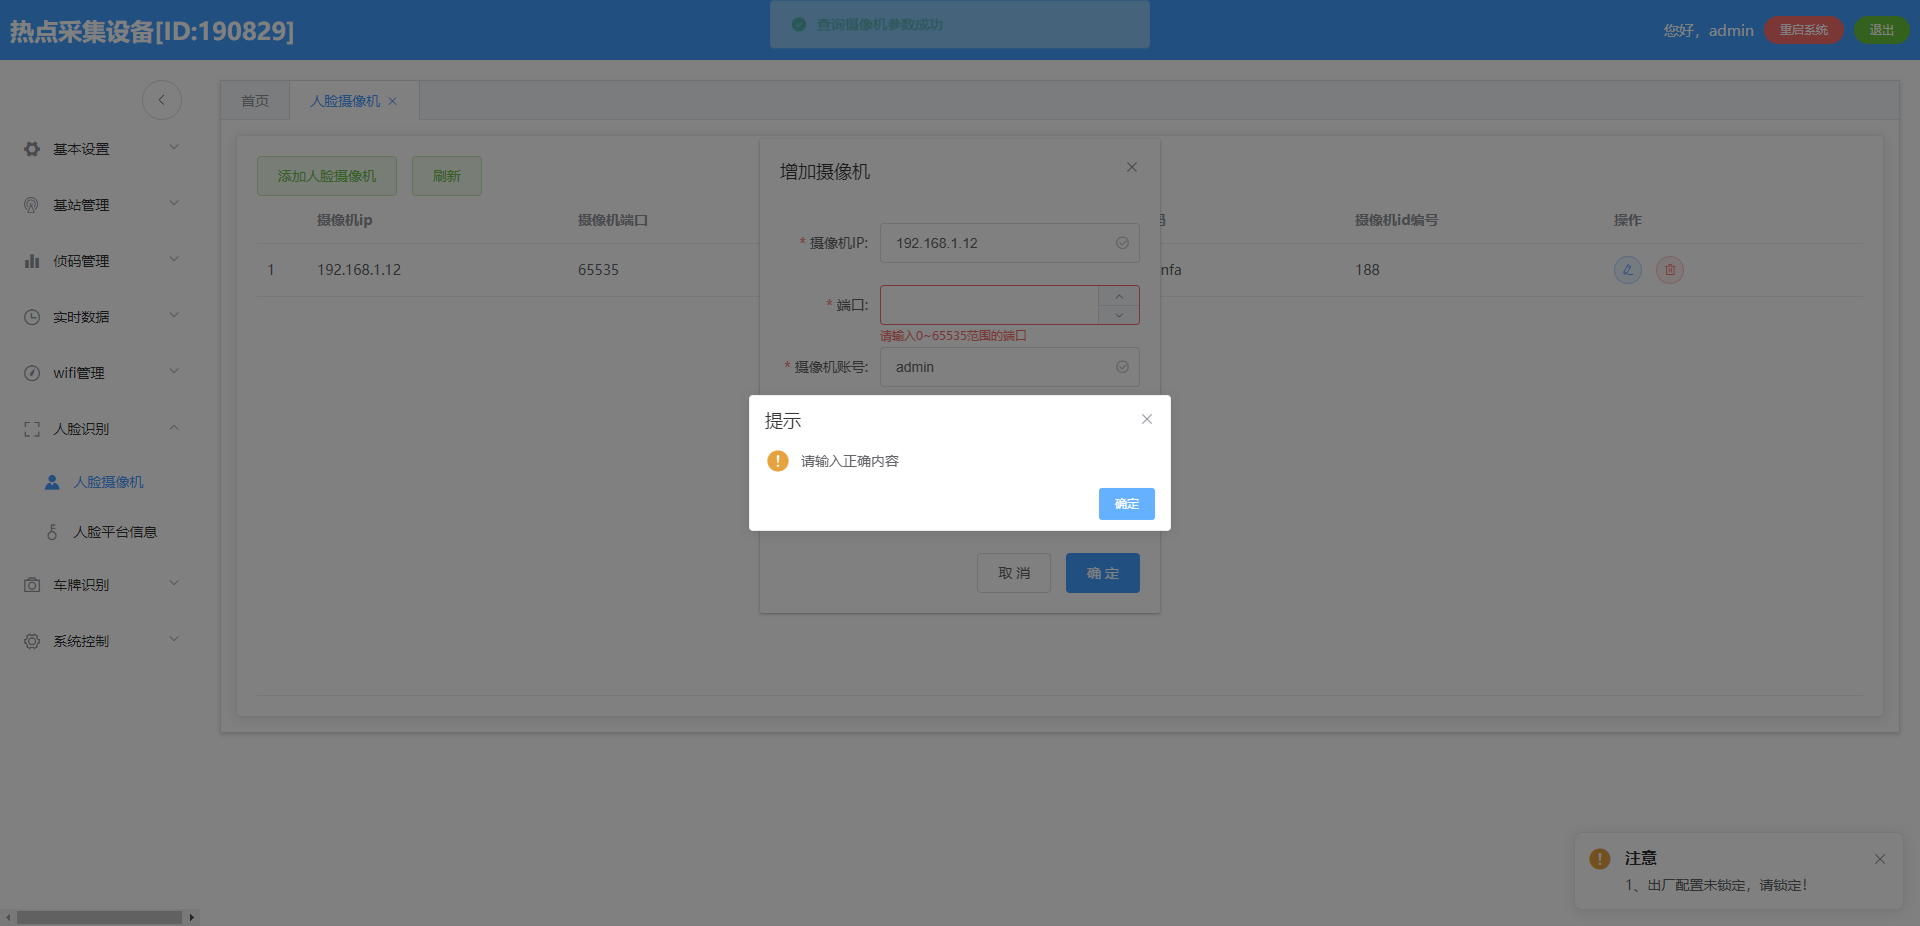 热点采集设备[ID:190829]
查询摄像机参数成功
您好，admin
重启系统
退出
首页
人脸摄像机
基本设置
基站管理
侦码管理
实时数据
wifi管理
人脸识别
人脸摄像机
人脸平台信息
车牌识别
系统控制
添加人脸摄像机
刷新
摄像机ip 摄像机端口 码 摄像机id编号 操作
1 192.168.1.12 65535 nfa 188
增加摄像机
* 摄像机IP: 192.168.1.12
* 端口:
请输入0~65535范围的端口
* 摄像机账号: admin
提示
请输入正确内容
确定
取 消
确 定
注意
1、出厂配置未锁定，请锁定！